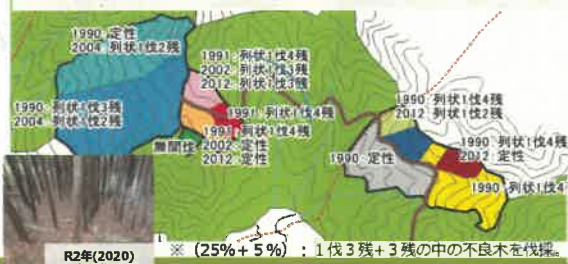 1990 定性
2004 列状1伐2残
1991 列状1伐4残
2002 列状1伐3残
2012 列状1伐3残
1990 列状1伐3残
2004 列状1伐2残
1991 列状1伐4残
1991 列状1伐4残
2002 定性
2012 定性
無間伐
1990 列状1伐4残
2012 列状1伐2残
1990 定性
1990 列状1伐4残
2012 定性
1990 列状1伐4
R2年(2020)
※ (25%+5%) : 1伐3残+3残の中の不良木を伐採